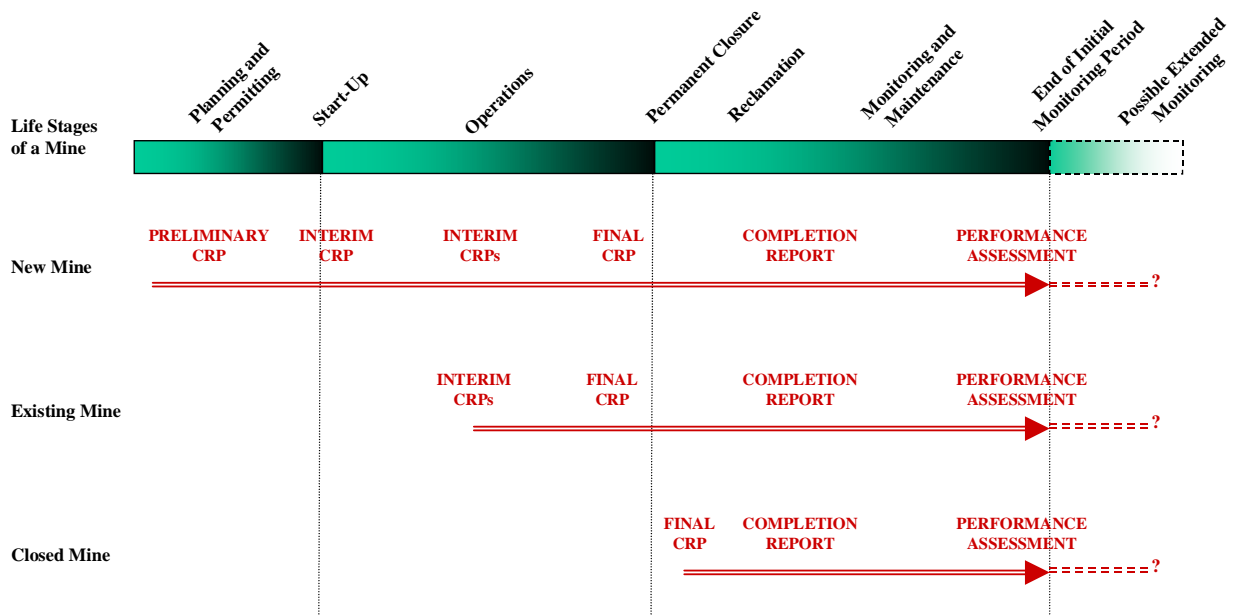 Planning and
Permitting
Start-Up
Operations
Permanent Closure
Reclamation
Monitoring and
Maintenance
End of Initial
Monitoring Period
Possible Extended
Monitoring
Life Stages
of a Mine
PRELIMINARY
CRP
INTERIM
CRP
INTERIM
CRPs
FINAL
CRP
COMPLETION
REPORT
PERFORMANCE
ASSESSMENT
New Mine
?
INTERIM
CRPs
FINAL
CRP
COMPLETION
REPORT
PERFORMANCE
ASSESSMENT
Existing Mine
?
FINAL
CRP
COMPLETION
REPORT
PERFORMANCE
ASSESSMENT
Closed Mine
?